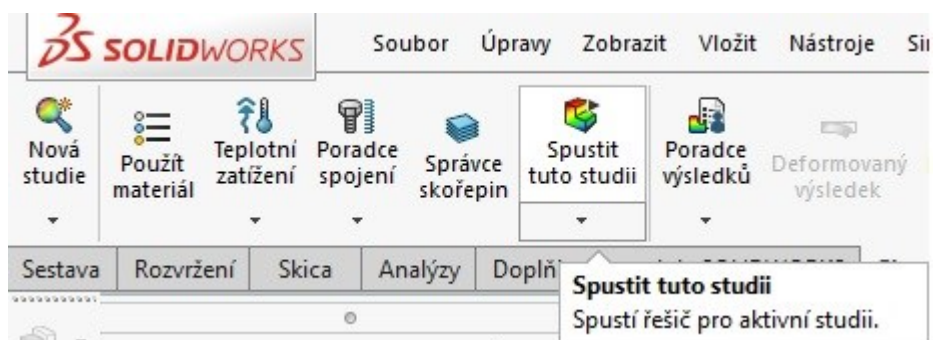 SOLIDWORKS Soubor Úpravy Zobrazit Vložit Nástroje
Nová studie
Použít materiál
Teplotní zatížení
Poradce spojení
Správce skořepin
Spustit tuto studii
Poradce výsledků
Deformovaný výsledek
Sestava Rozvržení Skica Analýzy
Spustit tuto studii
Spustí řešič pro aktivní studii.